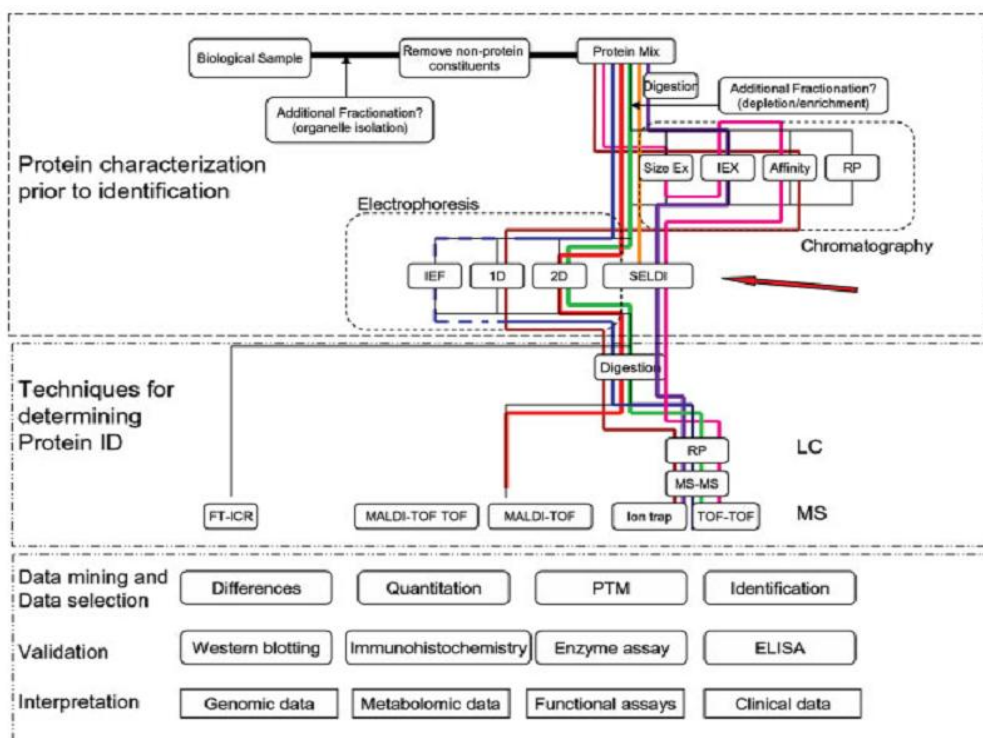 Biological Sample
Remove non-protein
constituents
Protein Mix
Digestion
Additional Fractionation?
(depletion/enrichment)
Additional Fractionation?
(organelle isolation)
Protein characterization
prior to identification
Size Ex
IEX
Affinity
RP
Electrophoresis
Chromatography
IEF
1D
2D
SELDI
Techniques for
determining
Protein ID
Digestion
RP
LC
MS-MS
FT-ICR
MALDI-TOF TOF
MALDI-TOF
Ion trap
TOF-TOF
MS
Data mining and
Data selection
Differences
Quantitation
PTM
Identification
Validation
Western blotting
Immunohistochemistry
Enzyme assay
ELISA
Interpretation
Genomic data
Metabolomic data
Functional assays
Clinical data